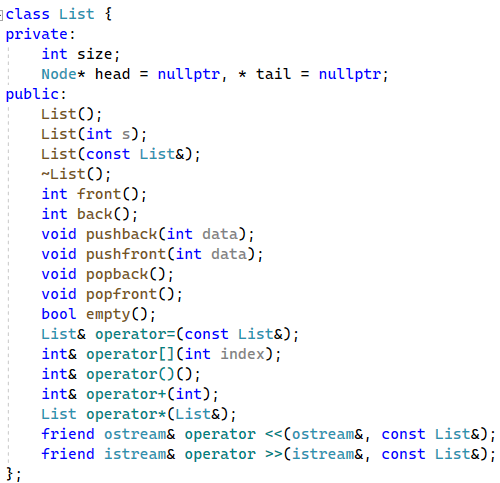 class List {
private:
    int size;
    Node* head = nullptr, * tail = nullptr;
public:
    List();
    List(int s);
    List(const List&);
    ~List();
    int front();
    int back();
    void pushback(int data);
    void pushfront(int data);
    void popback();
    void popfront();
    bool empty();
    List& operator=(const List&);
    int& operator[](int index);
    int& operator()();
    int& operator+(int);
    List operator*(List&);
    friend ostream& operator <<(ostream&, const List&);
    friend istream& operator >>(istream&, const List&);
};